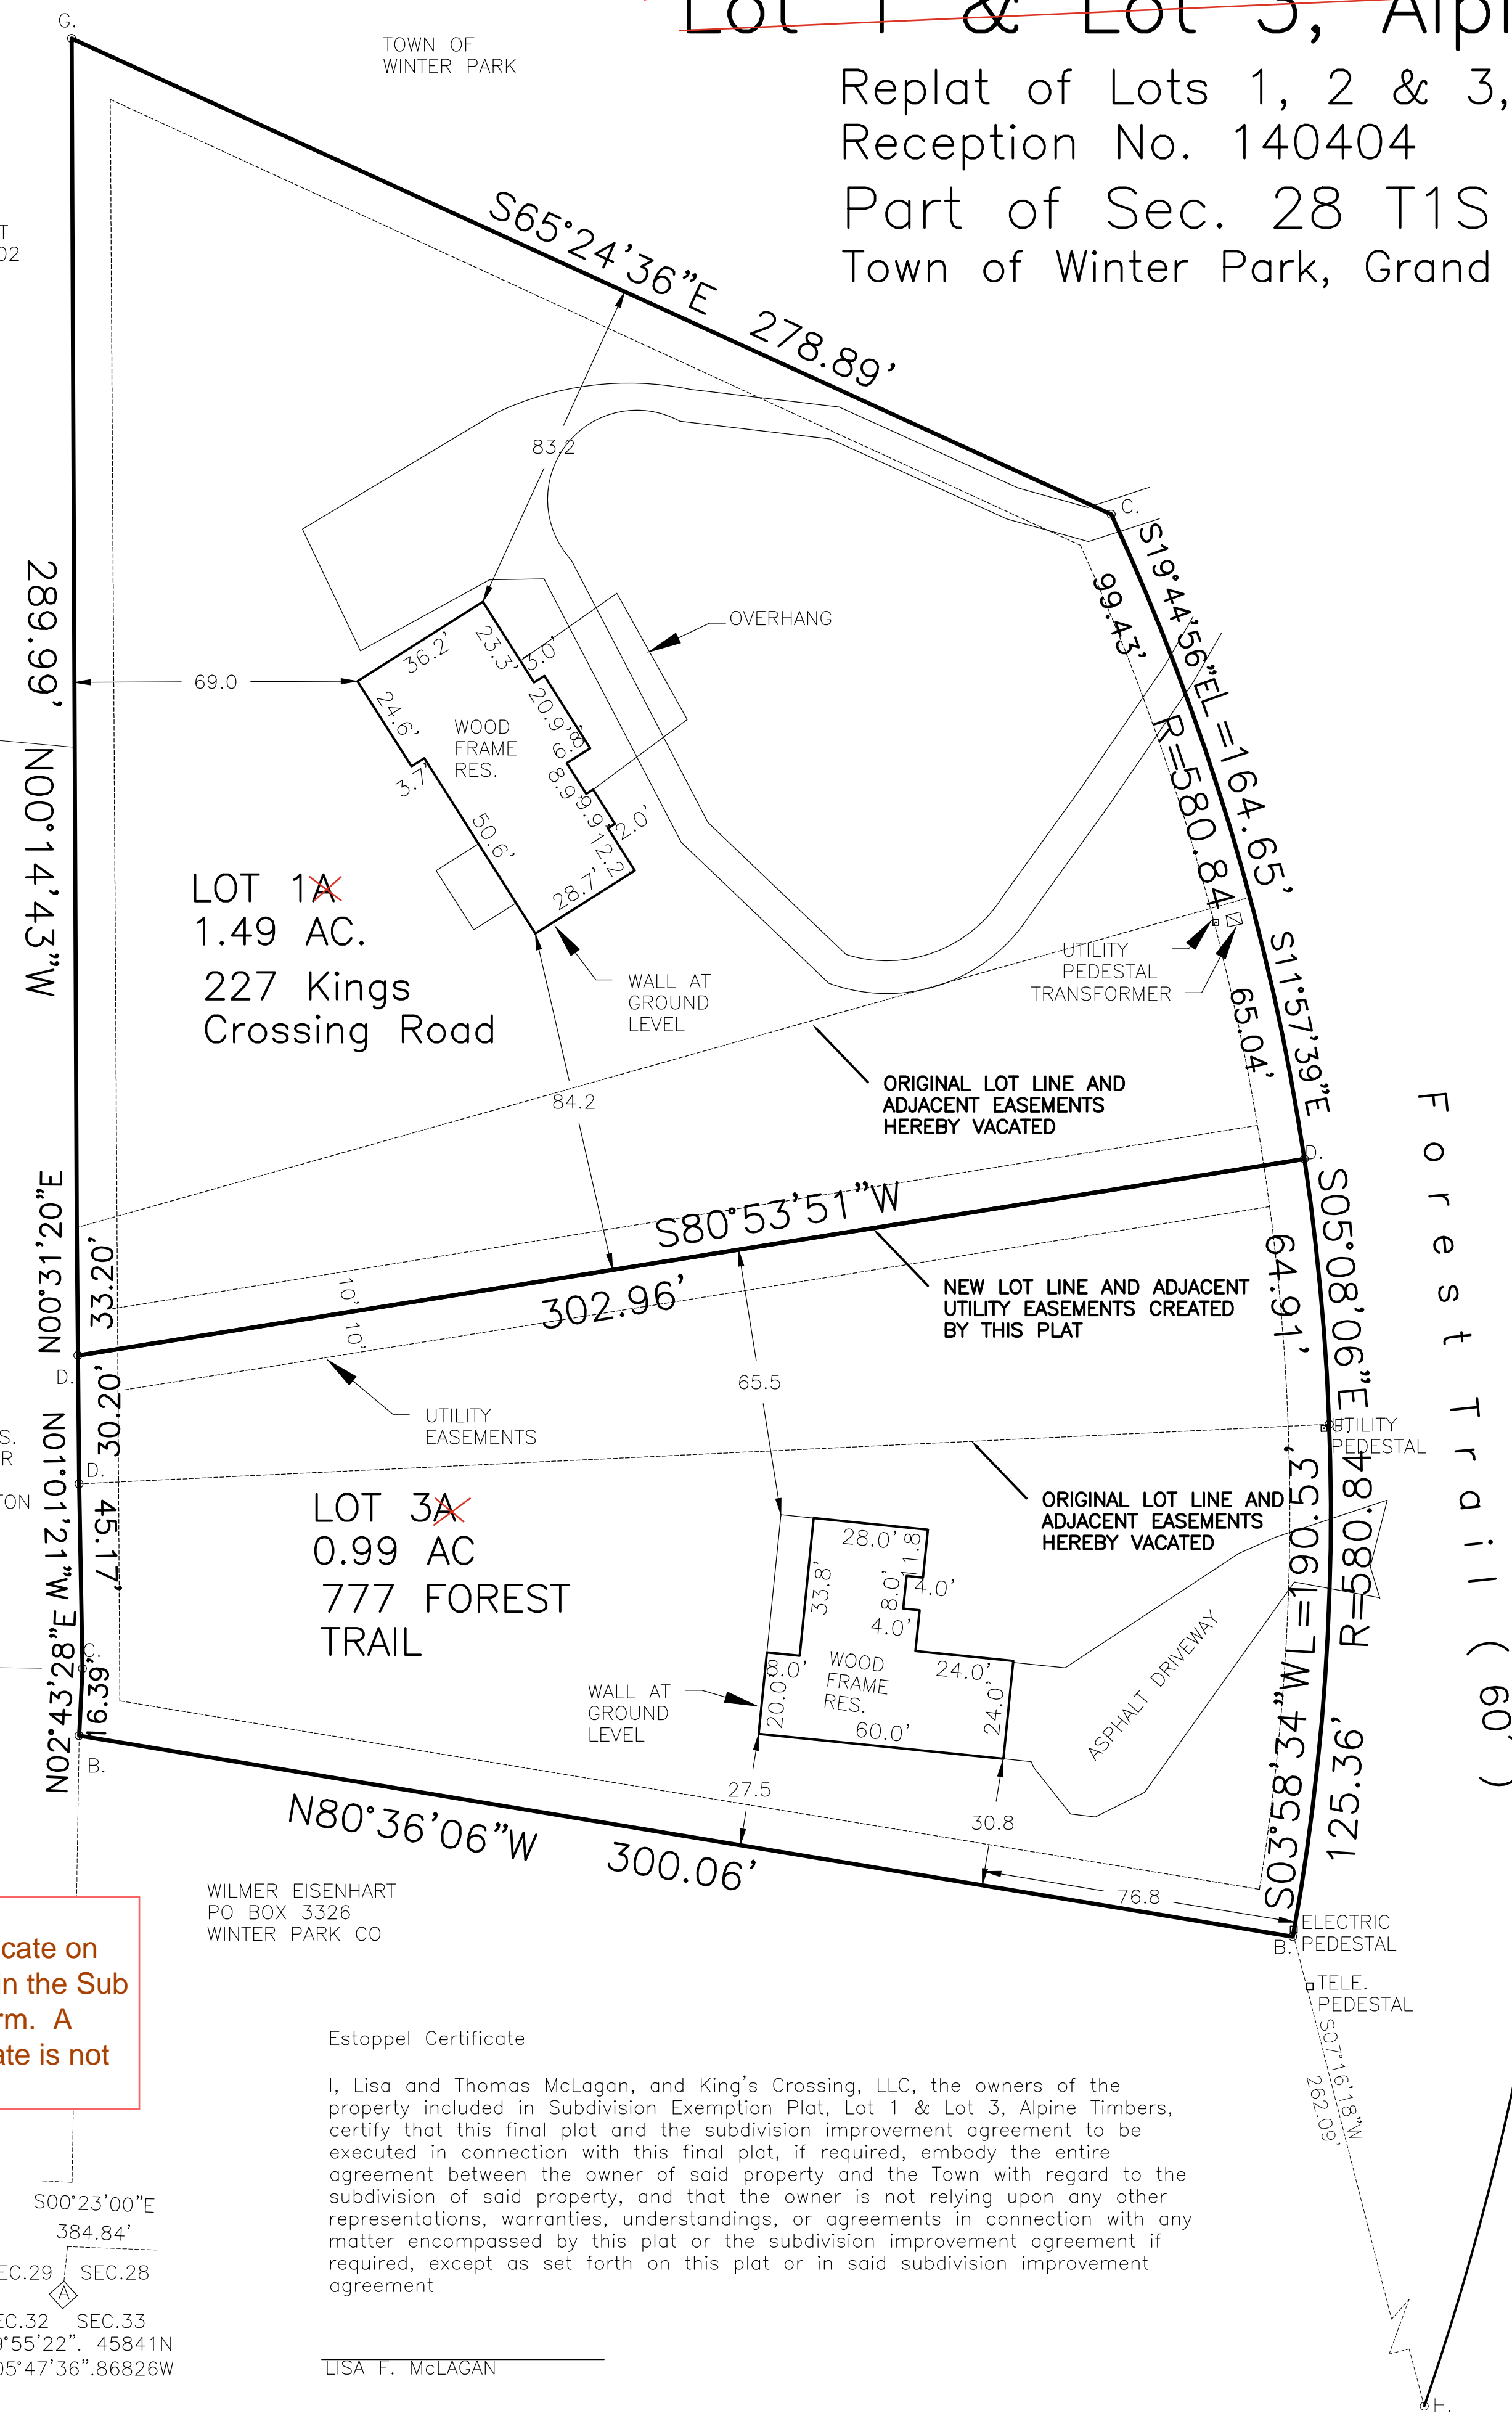 G.
TOWN OF
WINTER PARK
Lot 1 & Lot 3, Alpi
Replat of Lots 1, 2 & 3,
Reception No. 140404
Part of Sec. 28 T1S
Town of Winter Park, Grand
T
02
S65°24'36"E 278.89'
83.2
C.
S19°44'56"E
99.43'
L=164.65'
R=580.84'
OVERHANG
289.99' N00°14'43"W
69.0
36.2'
23.3'
5.0'
20.9'
24.6'
WOOD
FRAME
RES.
3.7'
8.9'
9.9'
2.0'
12.2'
50.6'
28.7'
LOT 1A
1.49 AC.
227 Kings
Crossing Road
WALL AT
GROUND
LEVEL
UTILITY
PEDESTAL
TRANSFORMER
65.04'
S11°57'39"E
ORIGINAL LOT LINE AND
ADJACENT EASEMENTS
HEREBY VACATED
84.2
D.
N00°31'20"E
33.20'
S80°53'51"W
302.96'
10'
10'
NEW LOT LINE AND ADJACENT
UTILITY EASEMENTS CREATED
BY THIS PLAT
S05°08'06"E
64.91'
Forest Trail (60')
D.
30.20'
65.5
UTILITY
EASEMENTS
UTILITY
PEDESTAL
S.
R
TON
D.
N01°01'21"W
45.17'
LOT 3A
0.99 AC
777 FOREST
TRAIL
ORIGINAL LOT LINE AND
ADJACENT EASEMENTS
HEREBY VACATED
28.0'
11.8
33.8'
8.0'
4.0'
4.0'
L=190.53'
R=580.84'
C.
N02°43'28"E
16.39'
8.0'
WOOD
FRAME
RES.
24.0'
20.0'
60.0'
24.0'
WALL AT
GROUND
LEVEL
ASPHALT DRIVEWAY
S03°58'34"W
125.36'
B.
27.5
30.8
N80°36'06"W 300.06'
76.8
WILMER EISENHART
PO BOX 3326
WINTER PARK CO
ELECTRIC
PEDESTAL
B.
TELE.
PEDESTAL
cate on
n the Sub
rm. A
ate is not
S07°16'18"W
262.09'
Estoppel Certificate
I, Lisa and Thomas McLagan, and King's Crossing, LLC, the owners of the
property included in Subdivision Exemption Plat, Lot 1 & Lot 3, Alpine Timbers,
certify that this final plat and the subdivision improvement agreement to be
executed in connection with this final plat, if required, embody the entire
agreement between the owner of said property and the Town with regard to the
subdivision of said property, and that the owner is not relying upon any other
representations, warranties, understandings, or agreements in connection with any
matter encompassed by this plat or the subdivision improvement agreement if
required, except as set forth on this plat or in said subdivision improvement
agreement
S00°23'00"E
384.84'
EC.29 SEC.28
A
EC.32 SEC.33
9°55'22". 45841N
05°47'36".86826W
LISA F. McLAGAN
H.